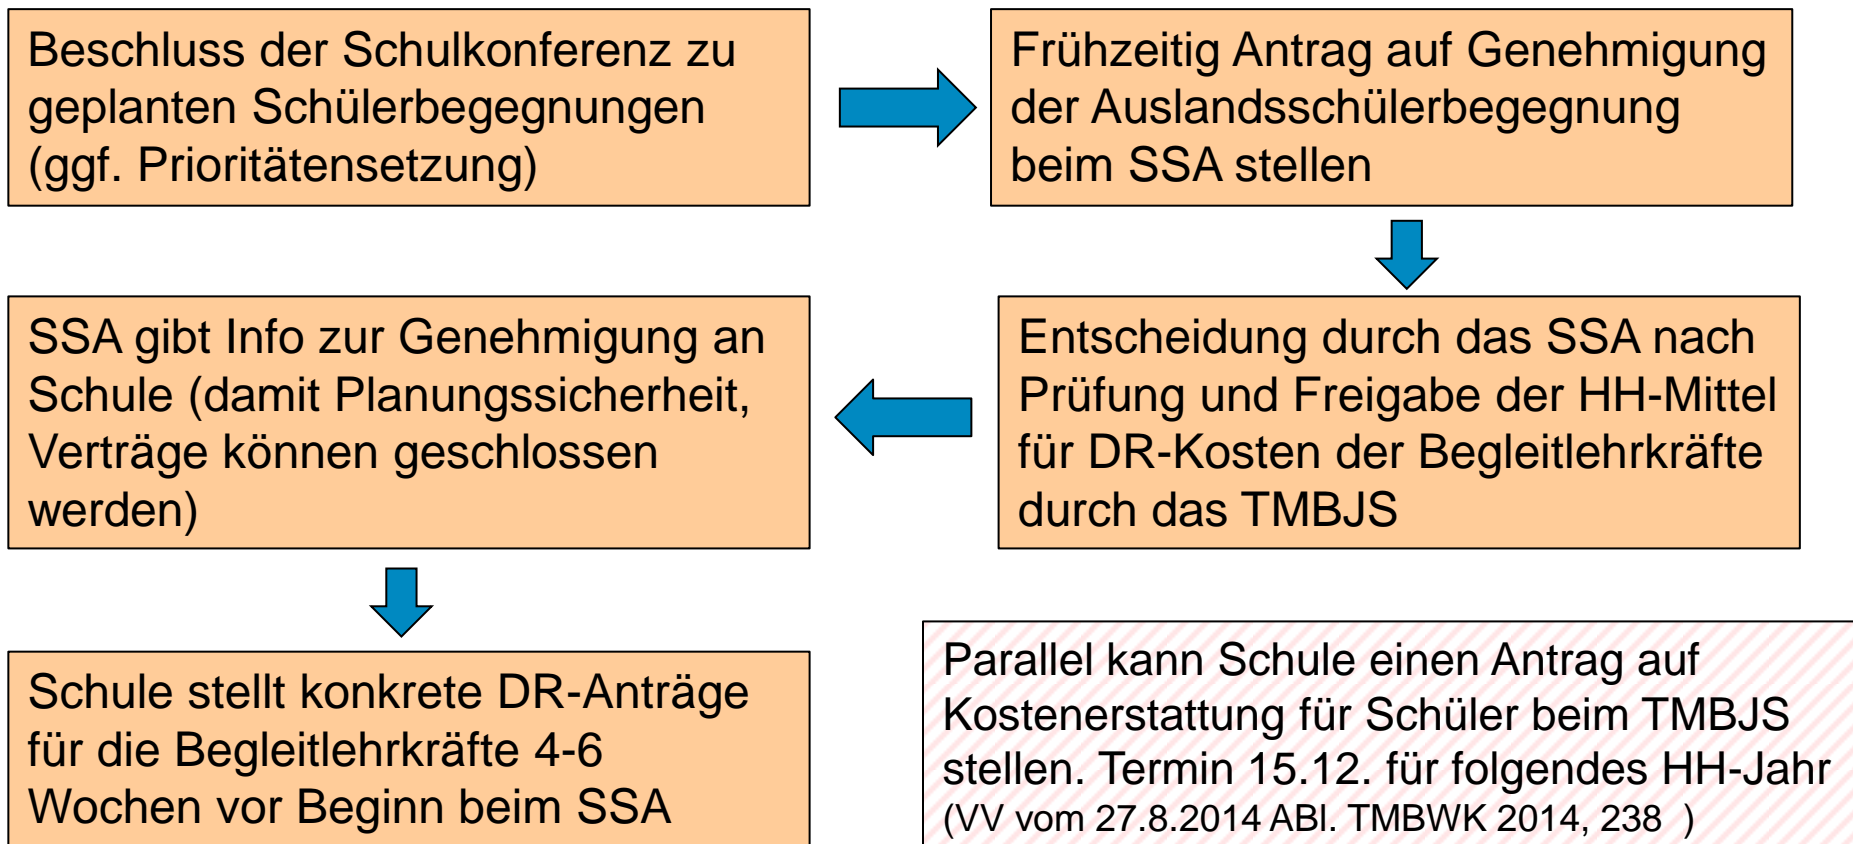 Beschluss der Schulkonferenz zu
geplanten Schülerbegegnungen
(ggf. Prioritätensetzung)
Frühzeitig Antrag auf Genehmigung
der Auslandsschülerbegegnung
beim SSA stellen
Entscheidung durch das SSA nach
Prüfung und Freigabe der HH-Mittel
für DR-Kosten der Begleitlehrkräfte
durch das TMBJS
SSA gibt Info zur Genehmigung an
Schule (damit Planungssicherheit,
Verträge können geschlossen
werden)
Schule stellt konkrete DR-Anträge
für die Begleitlehrkräfte 4-6
Wochen vor Beginn beim SSA
Parallel kann Schule einen Antrag auf
Kostenerstattung für Schüler beim TMBJS
stellen. Termin 15.12. für folgendes HH-Jahr
(VV vom 27.8.2014 ABl. TMBWK 2014, 238 )